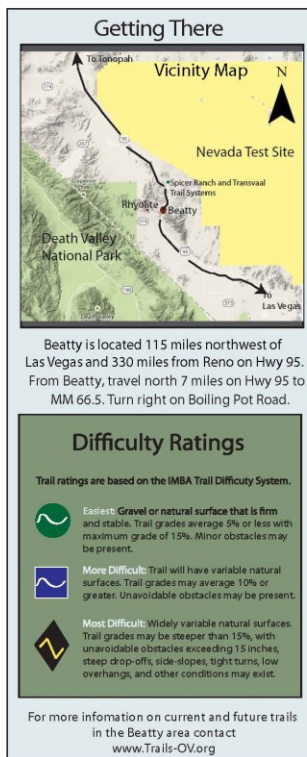 Getting There
To Tonopah
Vicinity Map
N
Nevada Test Site
Spicer Ranch and Transvaal
Trail Systems
Rhyolite
Beatty
Death Valley
National Park
To
Las Vegas
Beatty is located 115 miles northwest of
Las Vegas and 330 miles from Reno on Hwy 95.
From Beatty, travel north 7 miles on Hwy 95 to
MM 66.5. Turn right on Boiling Pot Road.
Difficulty Ratings
Trail ratings are based on the IMBA Trail Difficuty System.
Easiest: Gravel or natural surface that is firm
and stable. Trail grades average 5% or less with
maximum grade of 15%. Minor obstacles may
be present.
More Difficult: Trail will have variable natural
surfaces. Trail grades may average 10% or
greater. Unavoidable obstacles may be present.
Most Difficult: Widely variable natural surfaces.
Trail grades may be steeper than 15%, with
unavoidable obstacles exceeding 15 inches,
steep drop-offs, side-slopes, tight turns, low
overhangs, and other conditions may exist.
For more infomation on current and future trails
in the Beatty area contact
www.Trails-OV.org